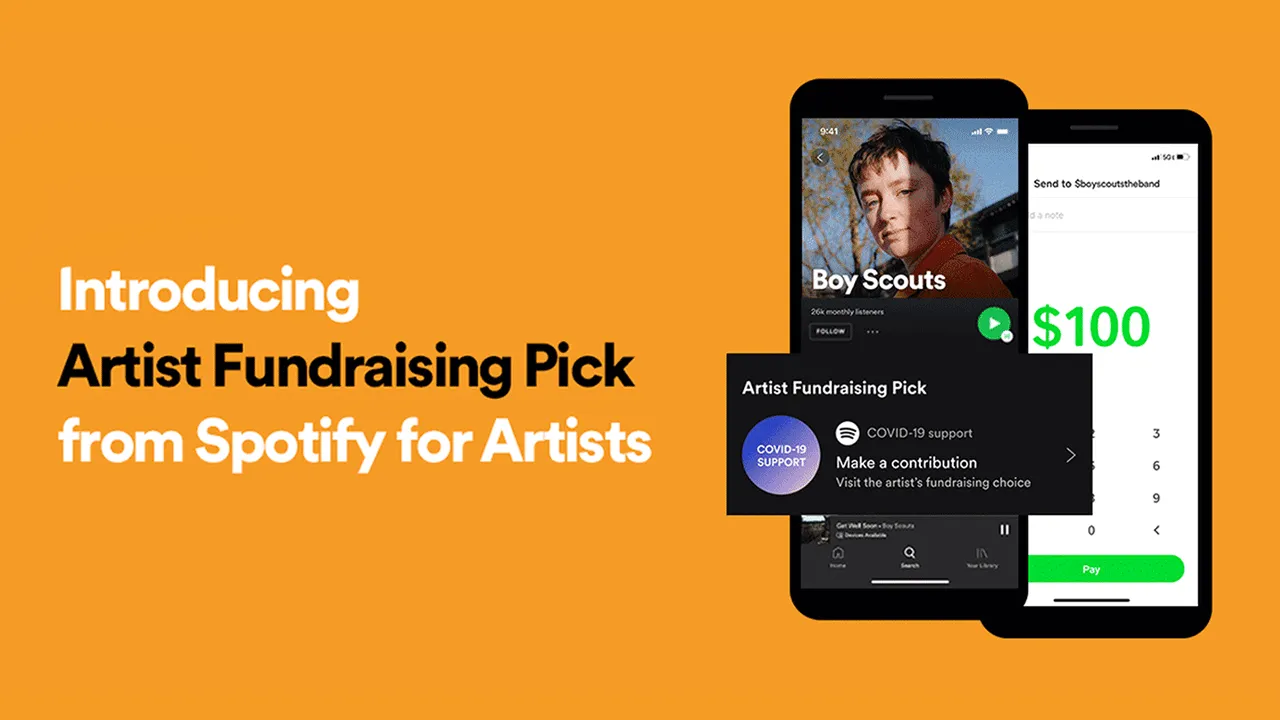 Introducing
Artist Fundraising Pick
from Spotify for Artists
9:41
Boy Scouts
26k monthly listeners
FOLLOW
Artist Fundraising Pick
COVID-19
SUPPORT
COVID-19 support
Make a contribution
Visit the artist's fundraising choice
Get Well Soon • Boy Scouts
Devices Available
Home
Search
Your Library
Send to $boyscoutstheband
a note
$100
3
6
9
0
Pay